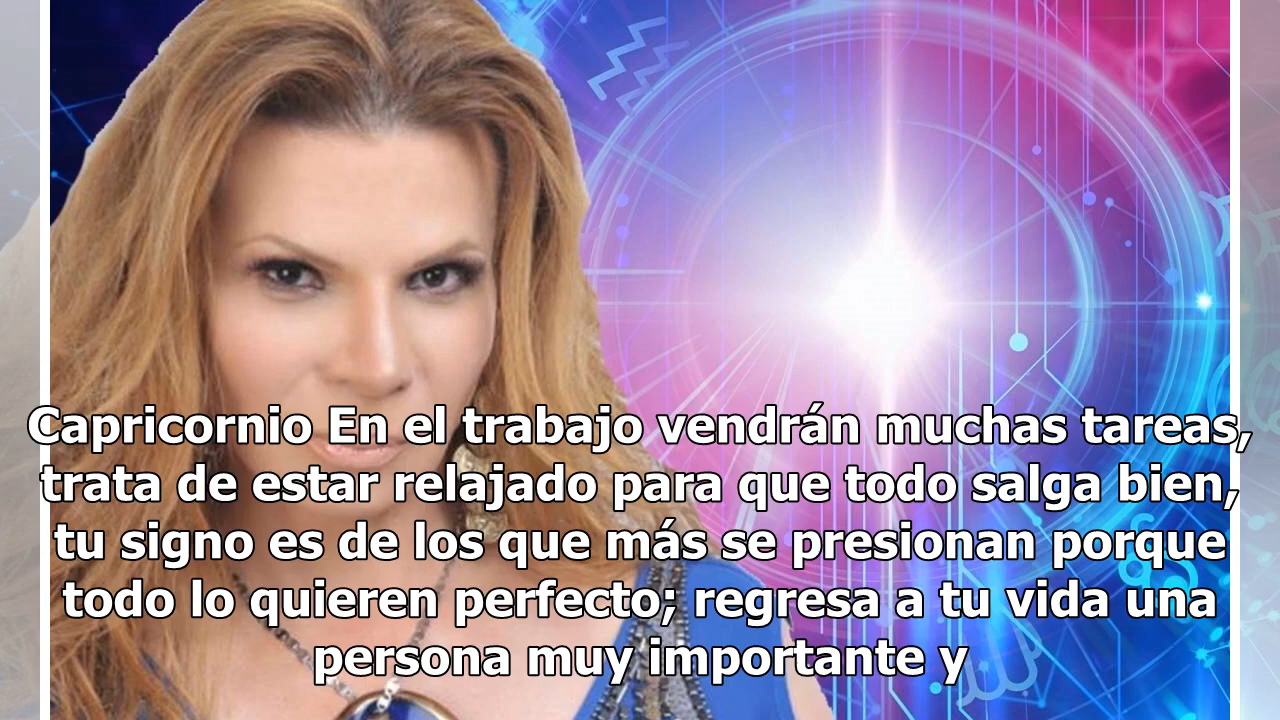 Capricornio En el trabajo vendrán muchas tareas,
trata de estar relajado para que todo salga bien,
tu signo es de los que más se presionan porque
todo lo quieren perfecto; regresa a tu vida una
persona muy importante y